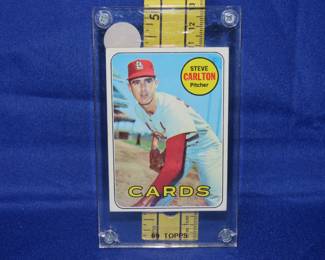 STEVE
CARLTON
Pitcher
CARDS
69 TOPPS